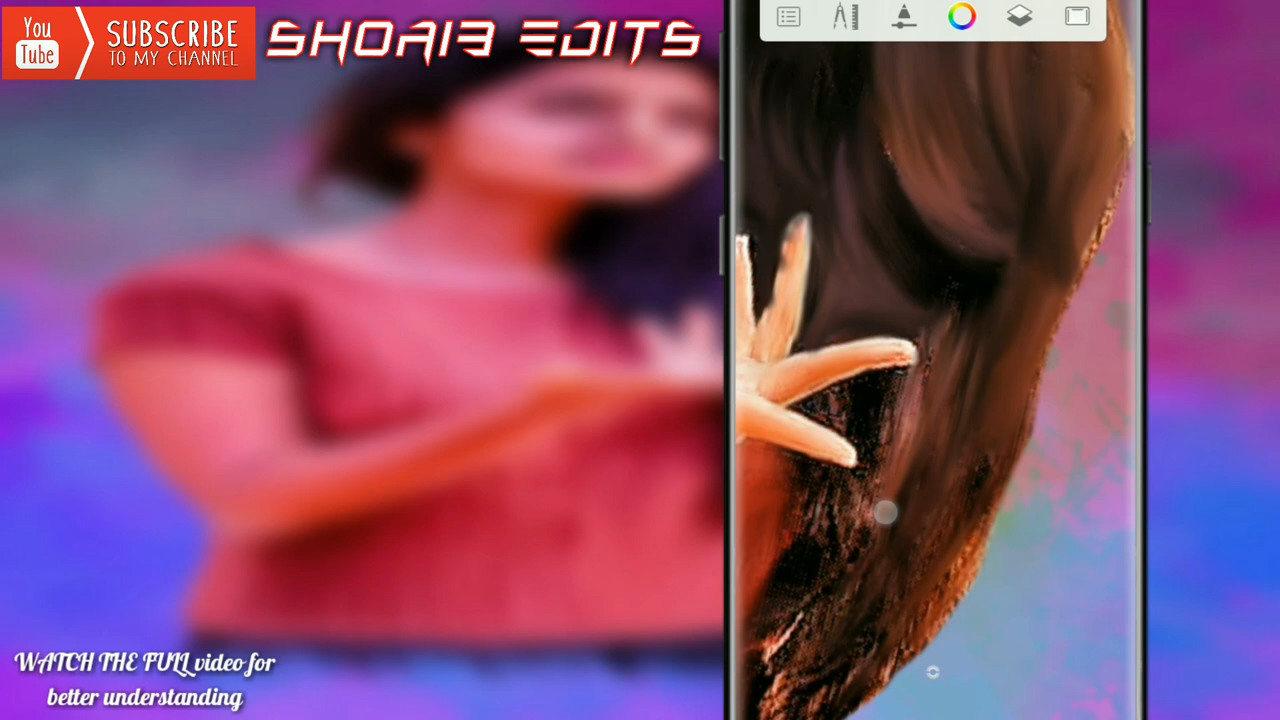 You
Tube
SUBSCRIBE
TO MY CHANNEL
SHOAIB EDITS
WATCH THE FULL video for
better understanding